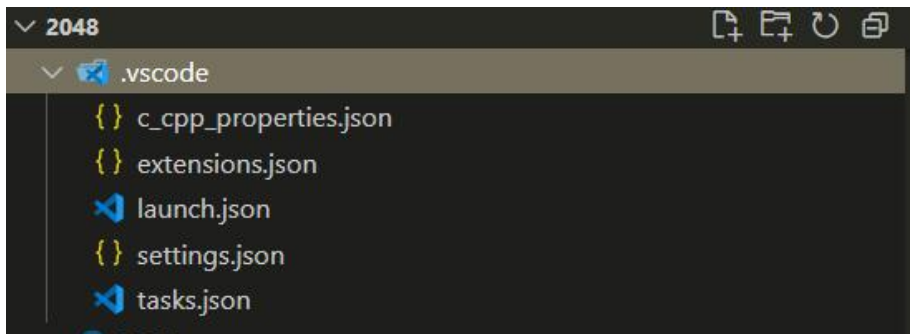 2048
.vscode
{} c_cpp_properties.json
{} extensions.json
launch.json
{} settings.json
tasks.json